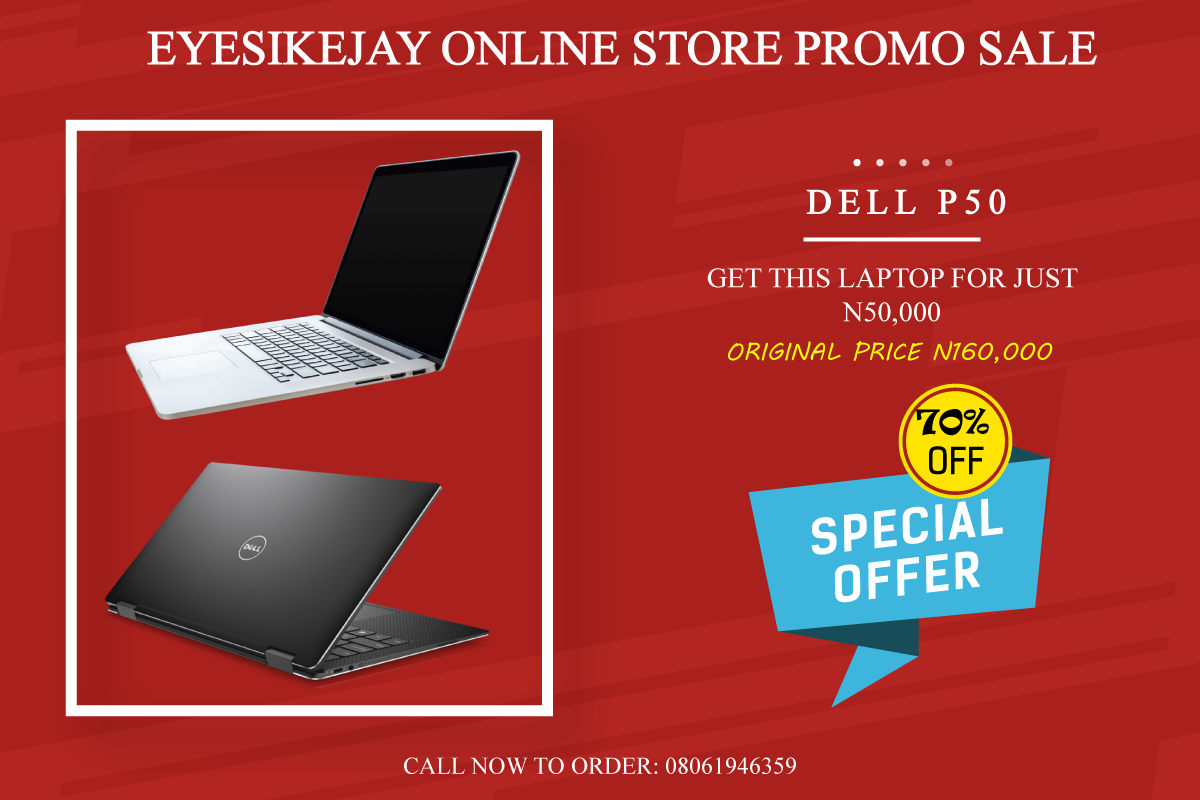 EYESIKEJAY ONLINE STORE PROMO SALE
DELL P50
GET THIS LAPTOP FOR JUST
N50,000
ORIGINAL PRICE N160,000
70%
OFF
SPECIAL
OFFER
DELL
CALL NOW TO ORDER: 08061946359